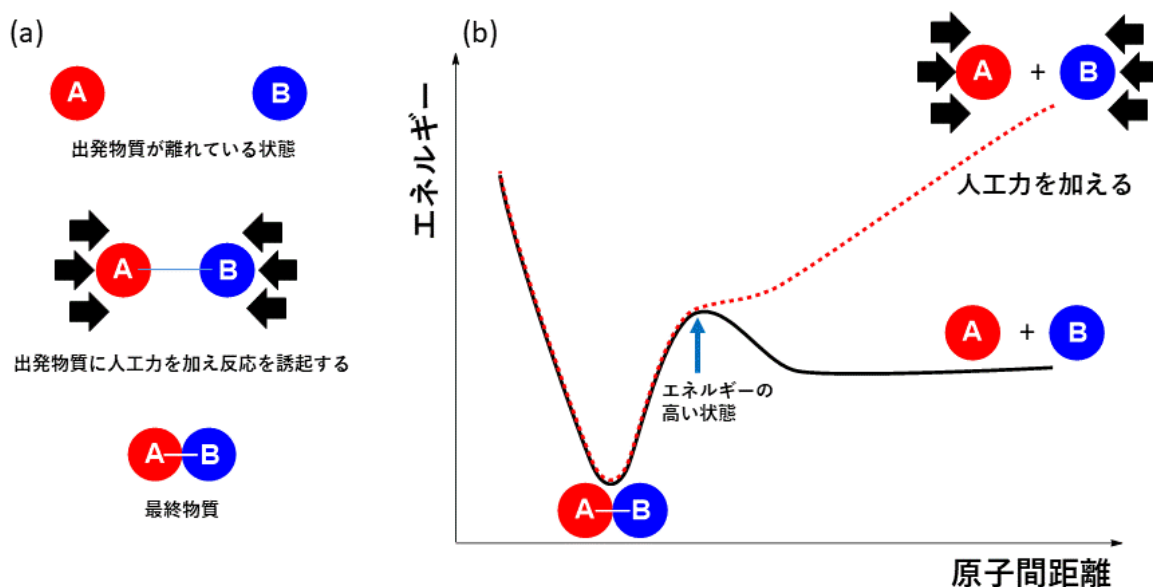 (a)
A
B
出発物質が離れている状態
A
B
出発物質に人工力を加え反応を誘起する
A
B
最終物質
(b)
エネルギー
A
+
B
人工力を加える
A
+
B
エネルギーの
高い状態
A
B
原子間距離